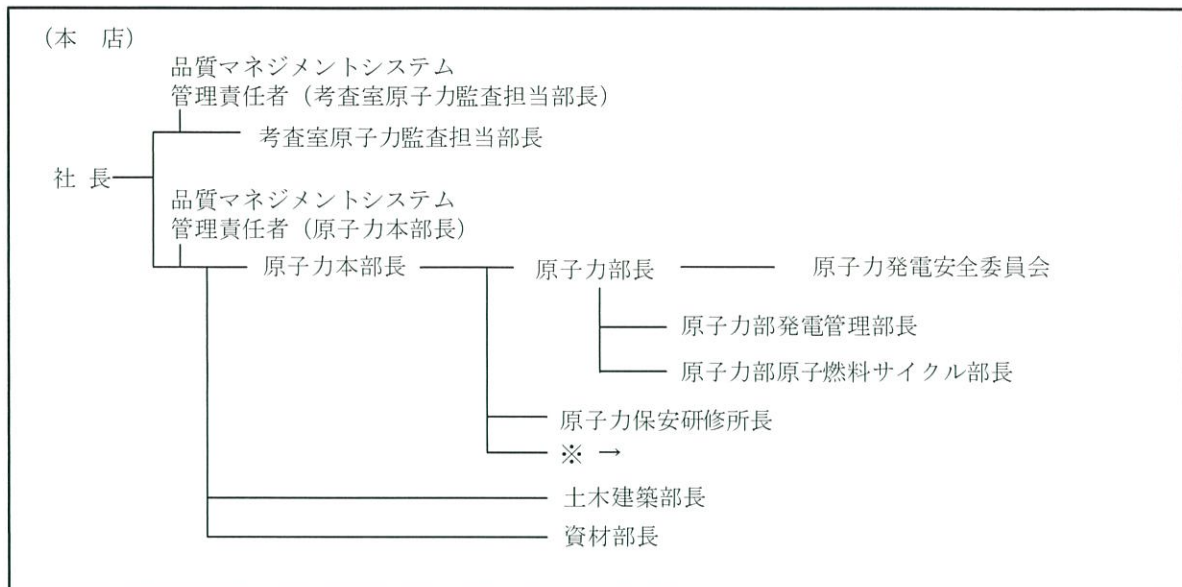 (本 店)
品質マネジメントシステム
管理責任者(考査室原子力監査担当部長)
考査室原子力監査担当部長
社 長
品質マネジメントシステム
管理責任者(原子力本部長)
原子力本部長
原子力部長
原子力発電安全委員会
原子力部発電管理部長
原子力部原子燃料サイクル部長
原子力保安研修所長
※ →
土木建築部長
資材部長